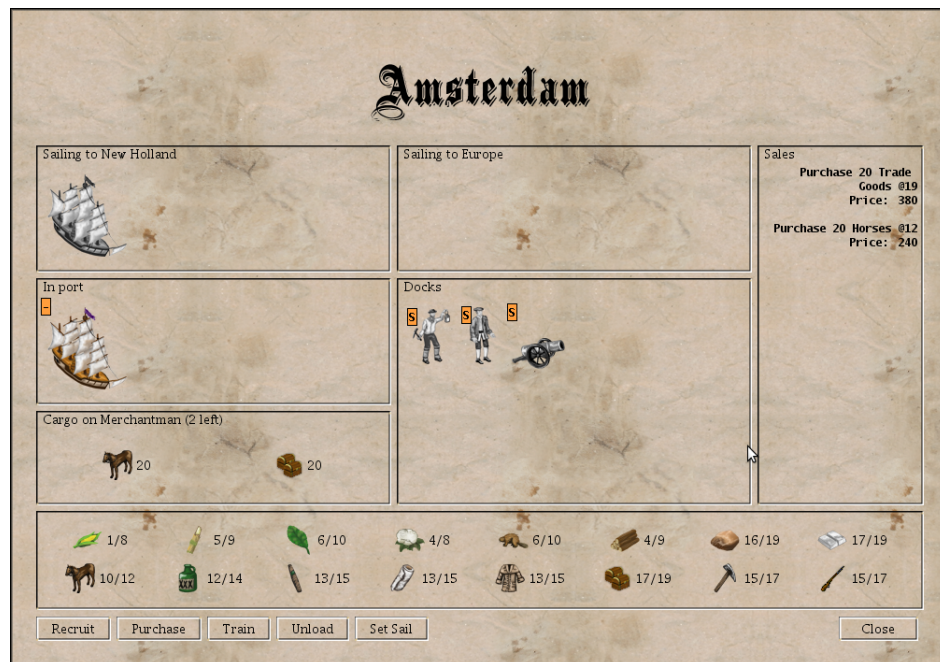 Amsterdam
Sailing to New Holland
Sailing to Europe
Sales
Purchase 20 Trade
Goods @19
Price: 380
Purchase 20 Horses @12
Price: 240
In port
-
Docks
S
S
S
Cargo on Merchantman (2 left)
20
20
1/8
5/9
6/10
4/8
6/10
4/9
16/19
17/19
10/12
12/14
13/15
13/15
13/15
17/19
15/17
15/17
Recruit
Purchase
Train
Unload
Set Sail
Close